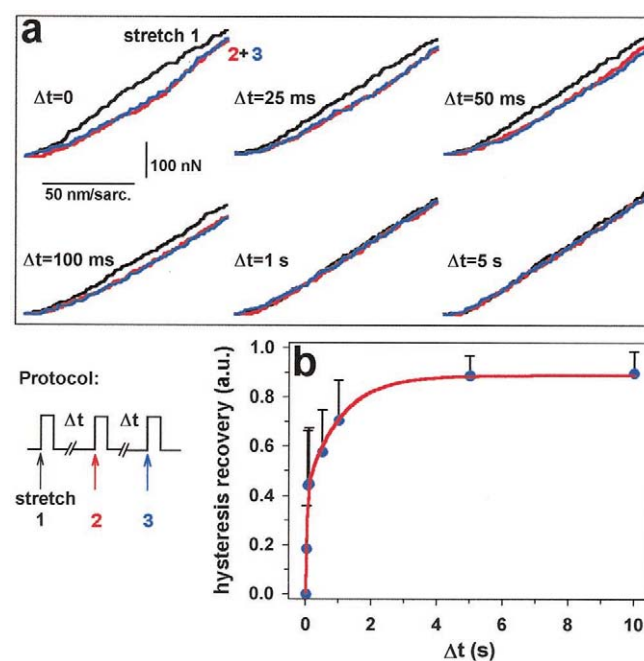 a
stretch 1
2+3
Δt=0
Δt=25 ms
Δt=50 ms
100 nN
50 nm/sarc.
Δt=100 ms
Δt=1 s
Δt=5 s
Protocol:
Δt Δt
stretch
1 2 3
b
hysteresis recovery (a.u.)
1.0
0.8
0.6
0.4
0.2
0.0
0 2 4 6 8 10
Δt (s)